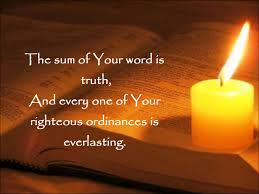 The sum of Your word is
truth,
And every one of Your
righteous ordinances is
everlasting.